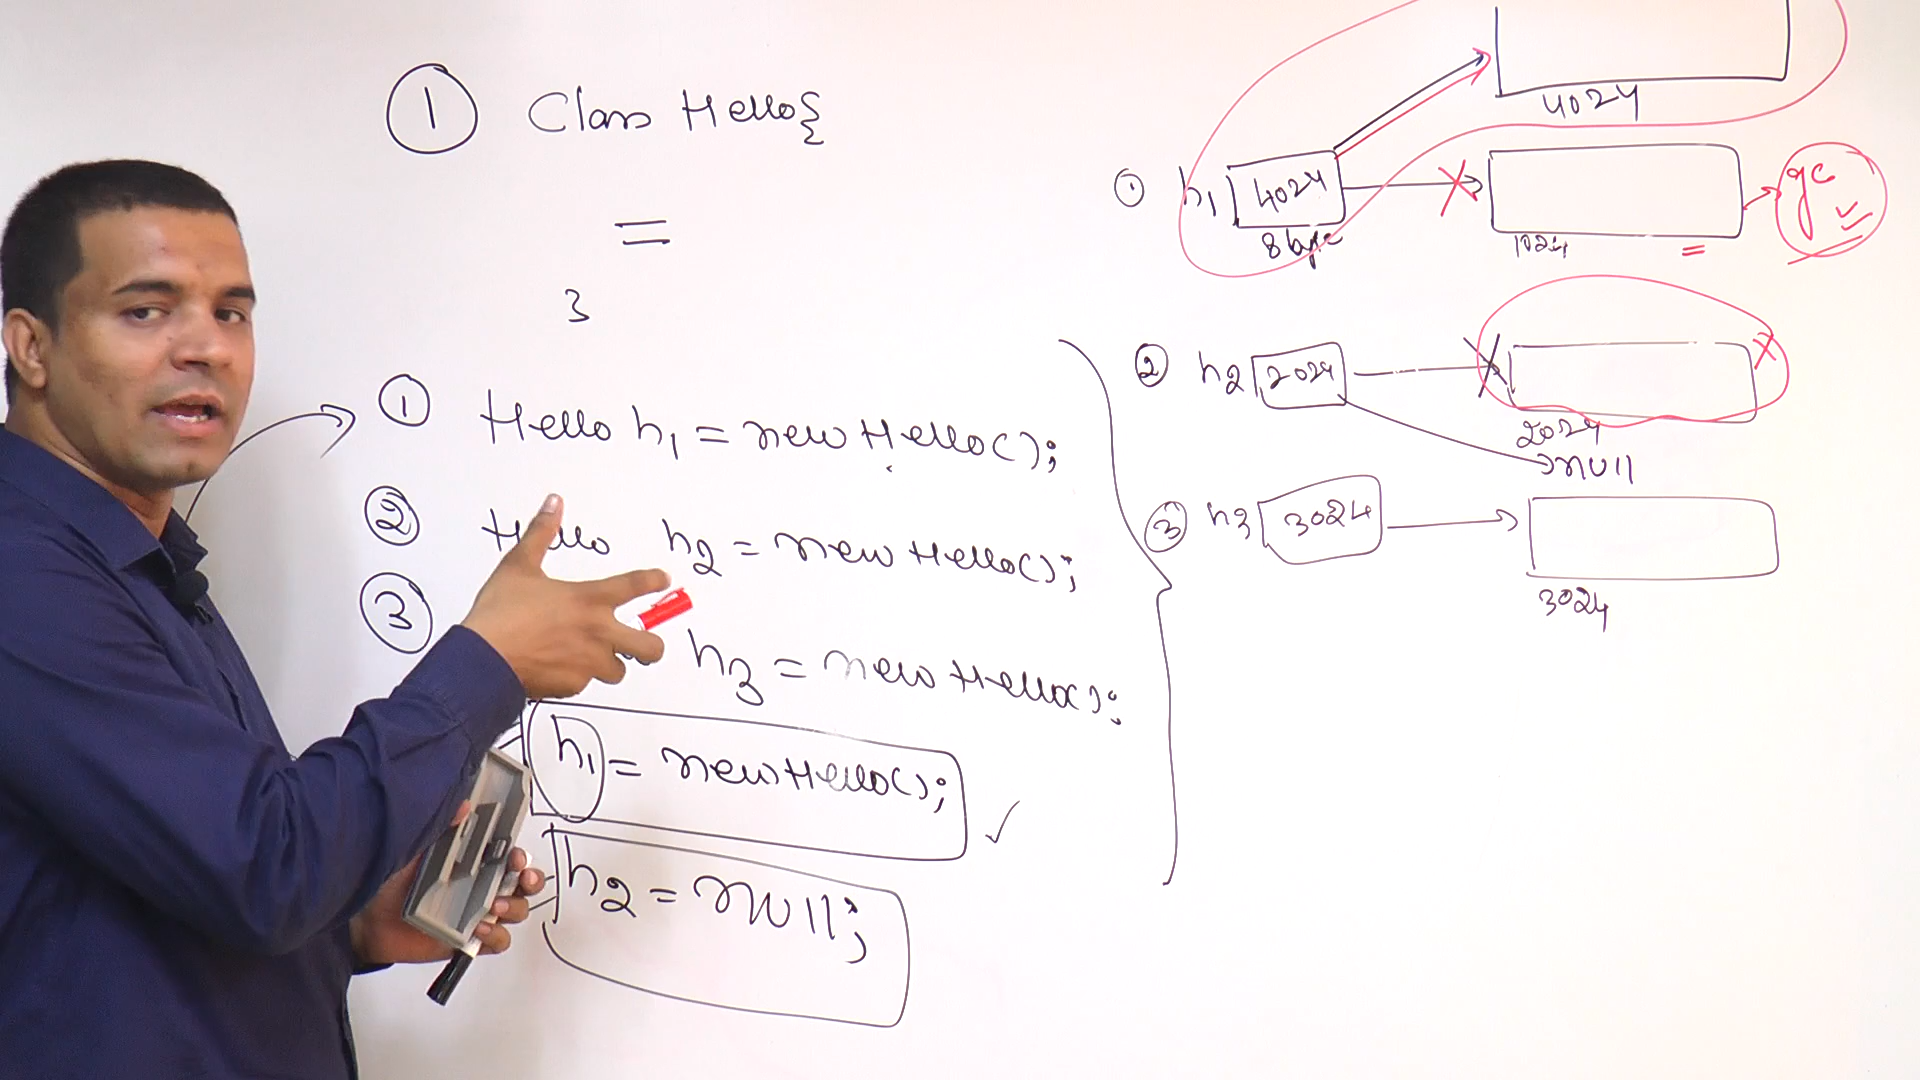 ① Class Hello{
=
}
① Hello h1 = new Hello();
② Hello h2 = new Hello();
③ h3 = new Hello();
h1 = new Hello();
✓
h2 = null;
4024
① h1 4024
8 byte
1024
=
gc
② h2 2024
2024
null
③ h3 3024
3024